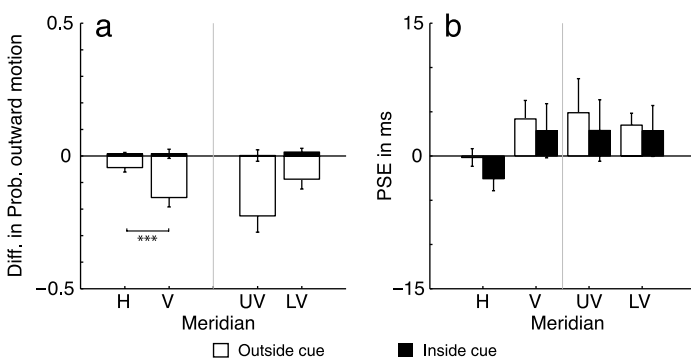 a
b
Diff. in Prob. outward motion
0.5
0
−0.5
***
H V UV LV
Meridian
PSE in ms
15
0
−15
H V UV LV
Meridian
Outside cue Inside cue